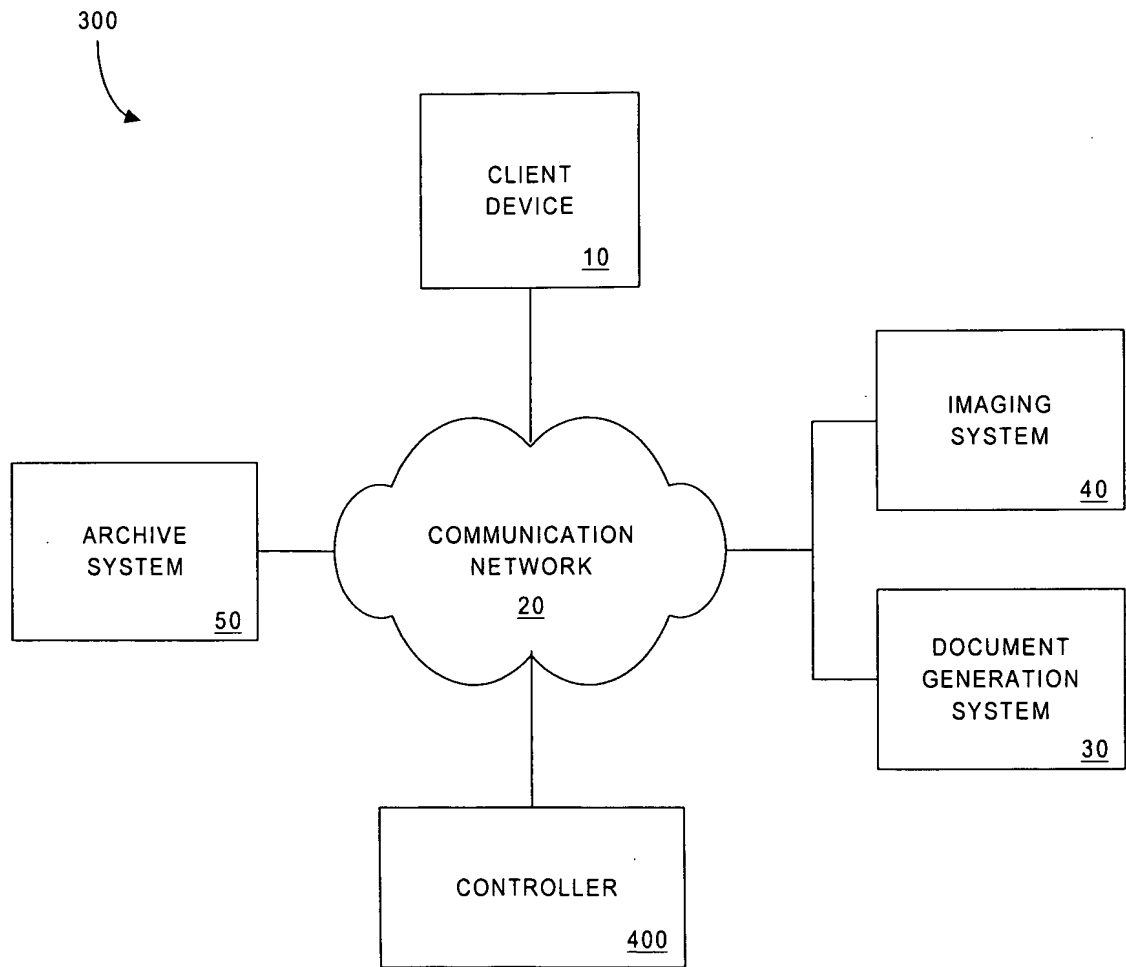 300
CLIENT
DEVICE
10
IMAGING
SYSTEM
40
ARCHIVE
SYSTEM
50
COMMUNICATION
NETWORK
20
DOCUMENT
GENERATION
SYSTEM
30
CONTROLLER
400